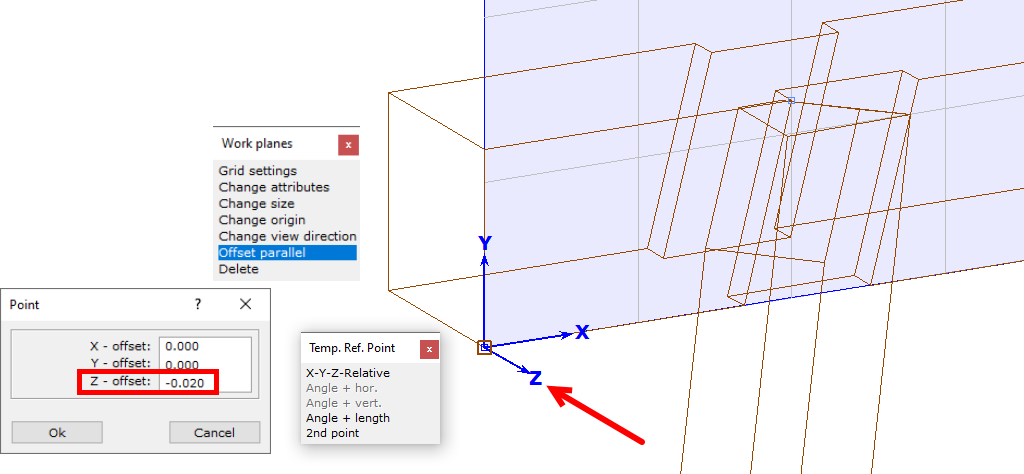 Work planes
x
Grid settings
Change attributes
Change size
Change origin
Change view direction
Offset parallel
Delete
Point
?
X - offset: 0.000
Y - offset: 0.000
Z - offset: -0.020
Ok
Cancel
Temp. Ref. Point
x
X-Y-Z-Relative
Angle + hor.
Angle + vert.
Angle + length
2nd point
Y
X
Z